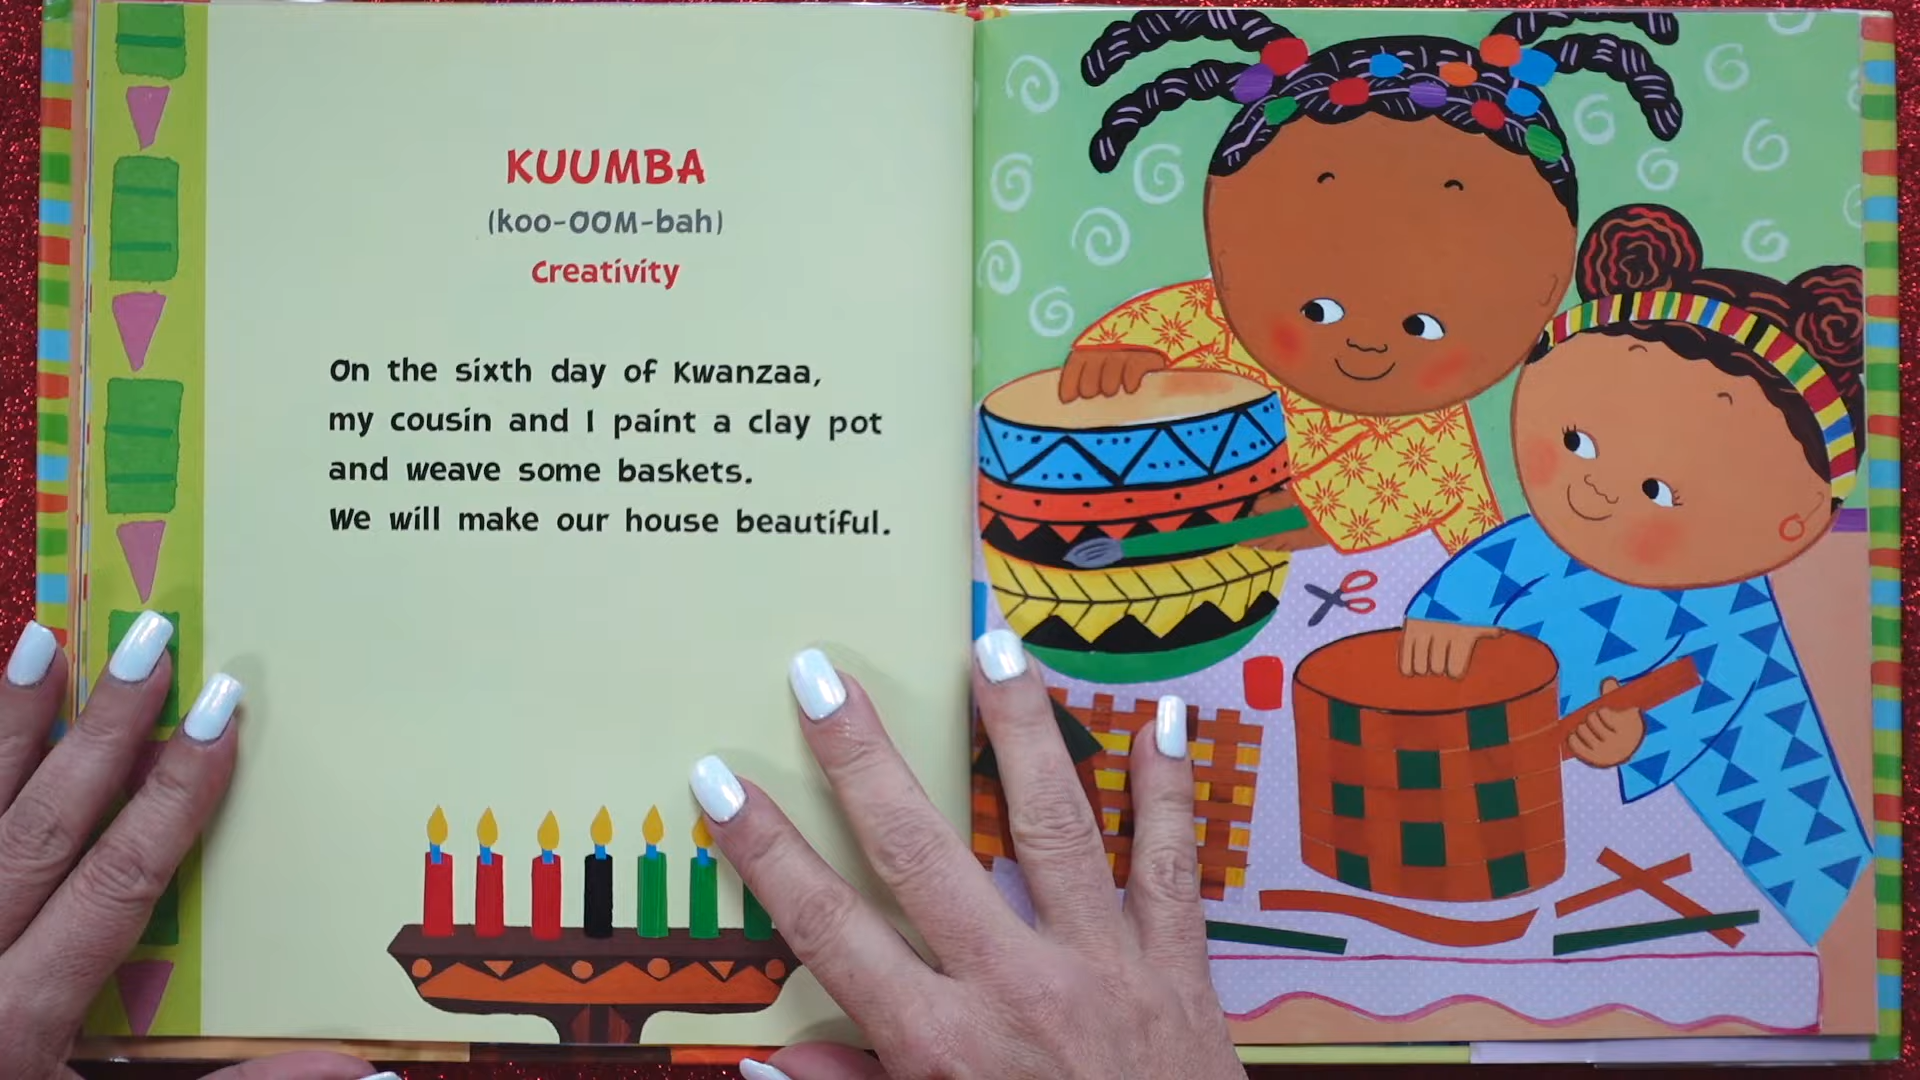 KUUMBA
(koo-OOM-bah)
Creativity
On the sixth day of Kwanzaa,
my cousin and I paint a clay pot
and weave some baskets.
We will make our house beautiful.